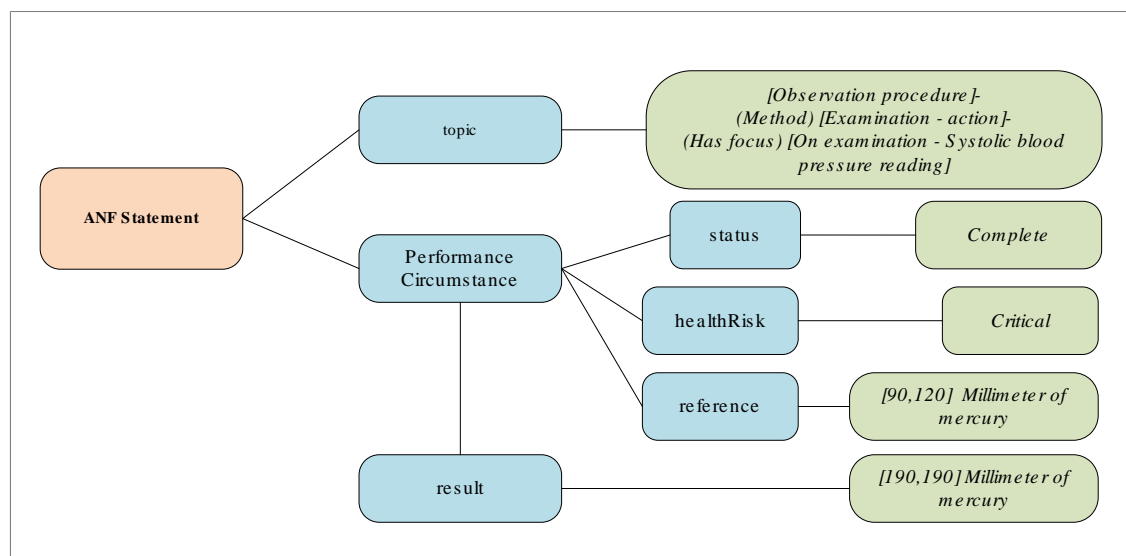 [Observation procedure]-
(Method) [Examination - action]-
(Has focus) [On examination - Systolic blood
pressure reading]
topic
ANF Statement
status
Complete
Performance
Circumstance
healthRisk
Critical
reference
[90,120] Millimeter of
mercury
result
[190,190] Millimeter of
mercury